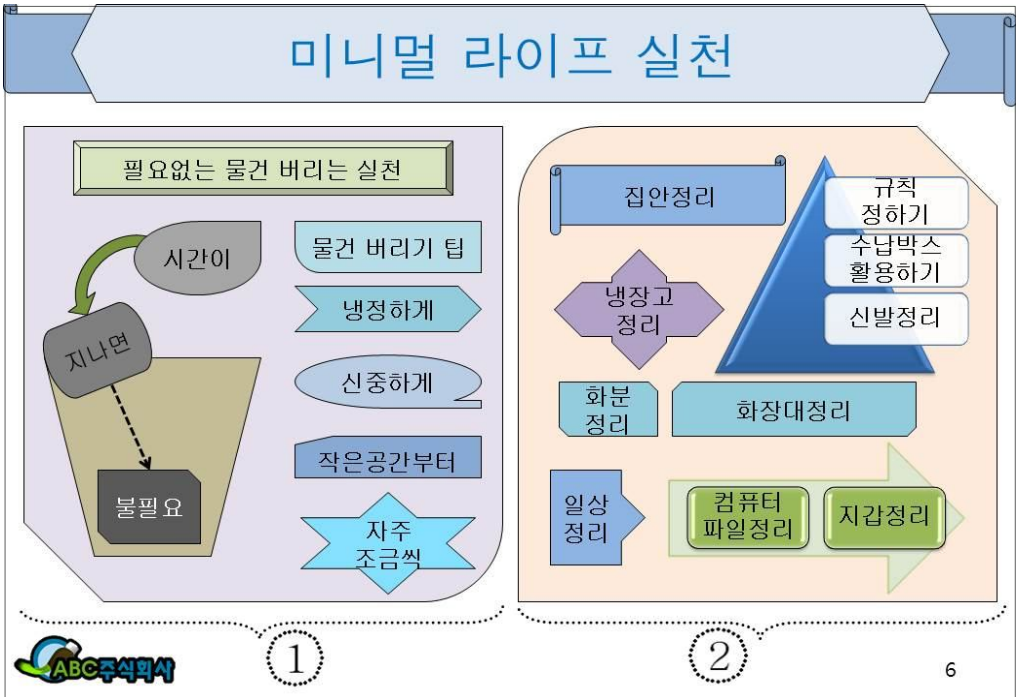 미니멀 라이프 실천
필요없는 물건 버리는 실천
시간이
지나면
불필요
물건 버리기 팁
냉정하게
신중하게
작은공간부터
자주
조금씩
집안정리
규칙
정하기
수납박스
활용하기
신발정리
냉장고
정리
화분
정리
화장대정리
일상
정리
컴퓨터
파일정리
지갑정리
1
2
ABC주식회사
6